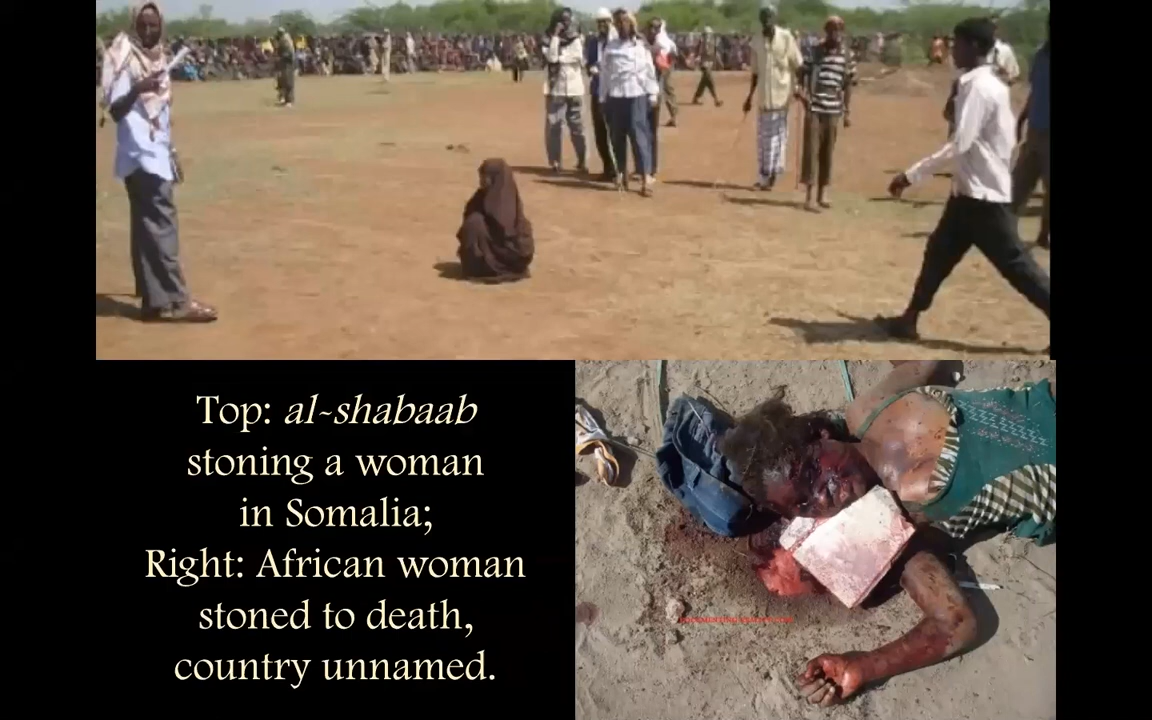 Top: al-shabaab
stoning a woman
in Somalia;
Right: African woman
stoned to death,
country unnamed.